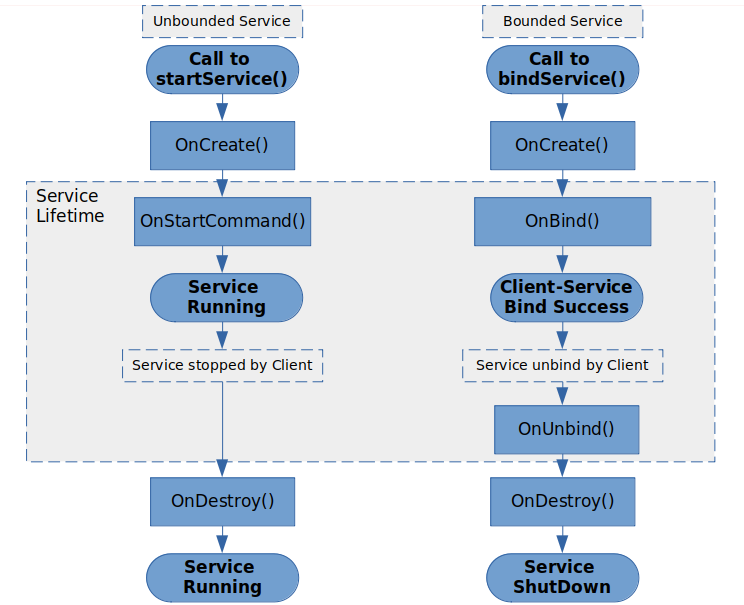 Unbounded Service
Call to
startService()
OnCreate()
Service
Lifetime
OnStartCommand()
Service
Running
Service stopped by Client
OnDestroy()
Service
Running
Bounded Service
Call to
bindService()
OnCreate()
OnBind()
Client-Service
Bind Success
Service unbind by Client
OnUnbind()
OnDestroy()
Service
ShutDown